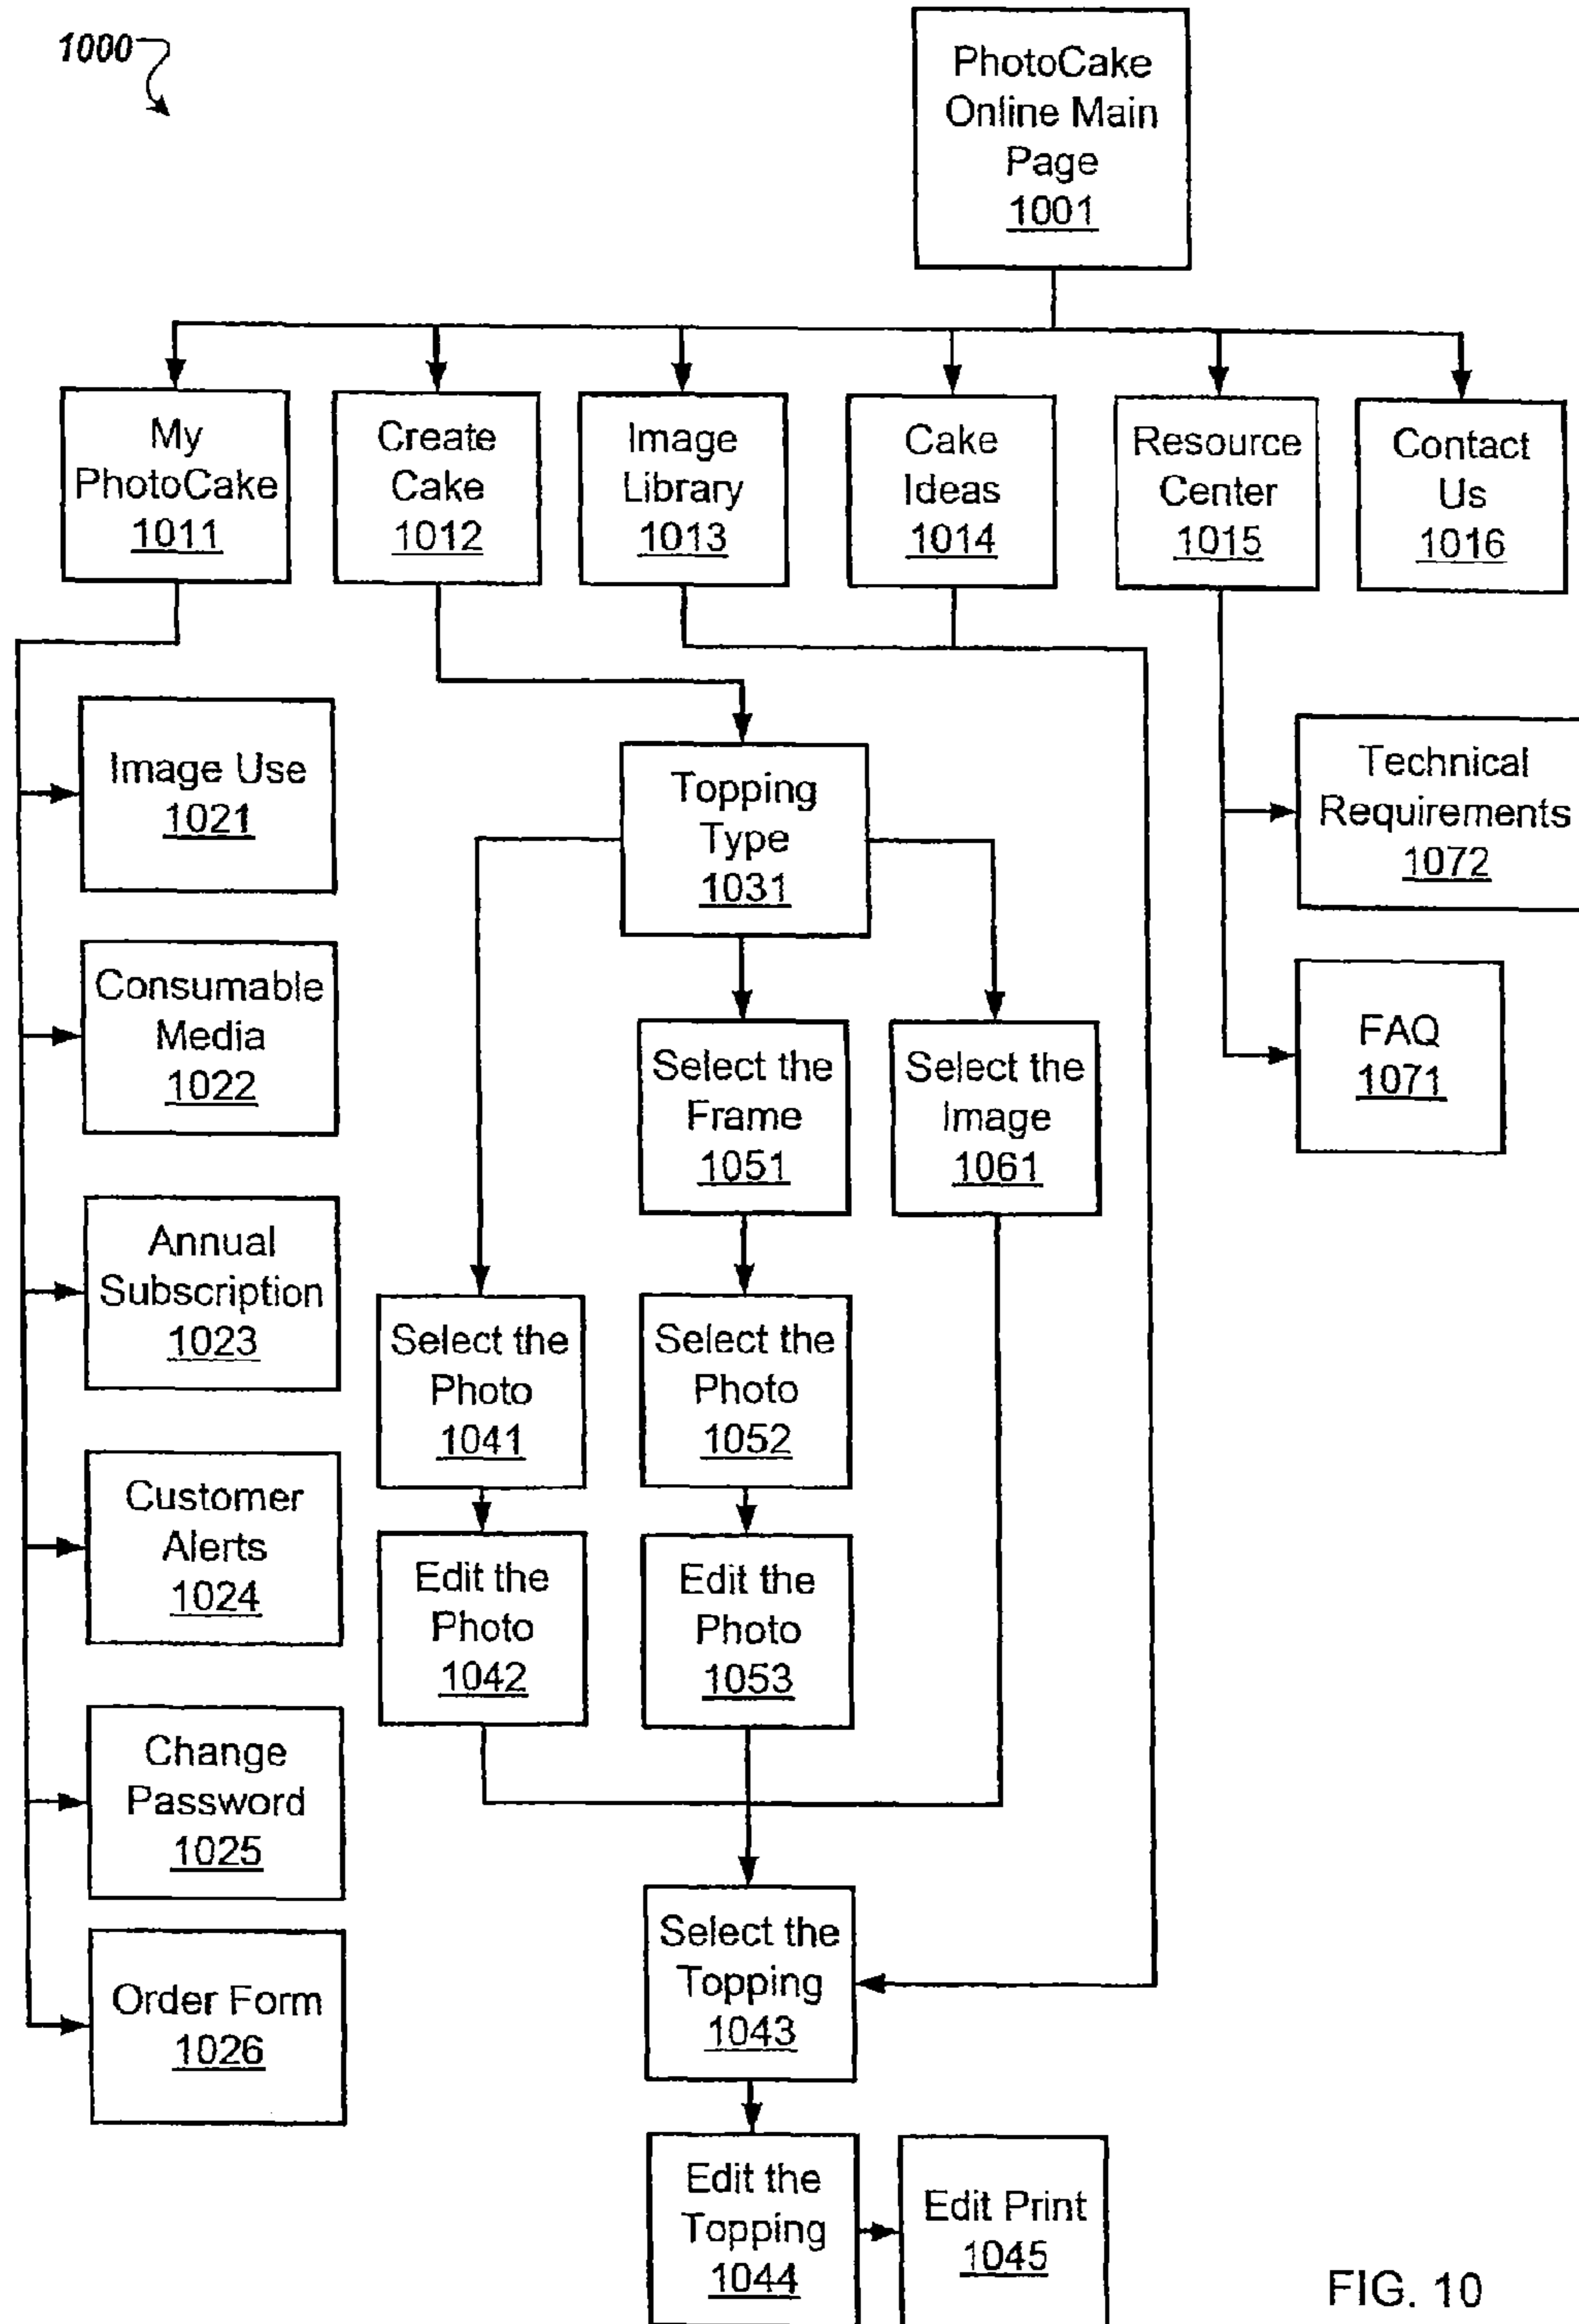 1000
PhotoCake
Online Main
Page
1001
My
PhotoCake
1011
Create
Cake
1012
Image
Library
1013
Cake
Ideas
1014
Resource
Center
1015
Contact
Us
1016
Image Use
1021
Consumable
Media
1022
Annual
Subscription
1023
Customer
Alerts
1024
Change
Password
1025
Order Form
1026
Topping
Type
1031
Select the
Photo
1041
Edit the
Photo
1042
Select the
Frame
1051
Select the
Photo
1052
Edit the
Photo
1053
Select the
Image
1061
Technical
Requirements
1072
FAQ
1071
Select the
Topping
1043
Edit the
Topping
1044
Edit Print
1045
FIG. 10